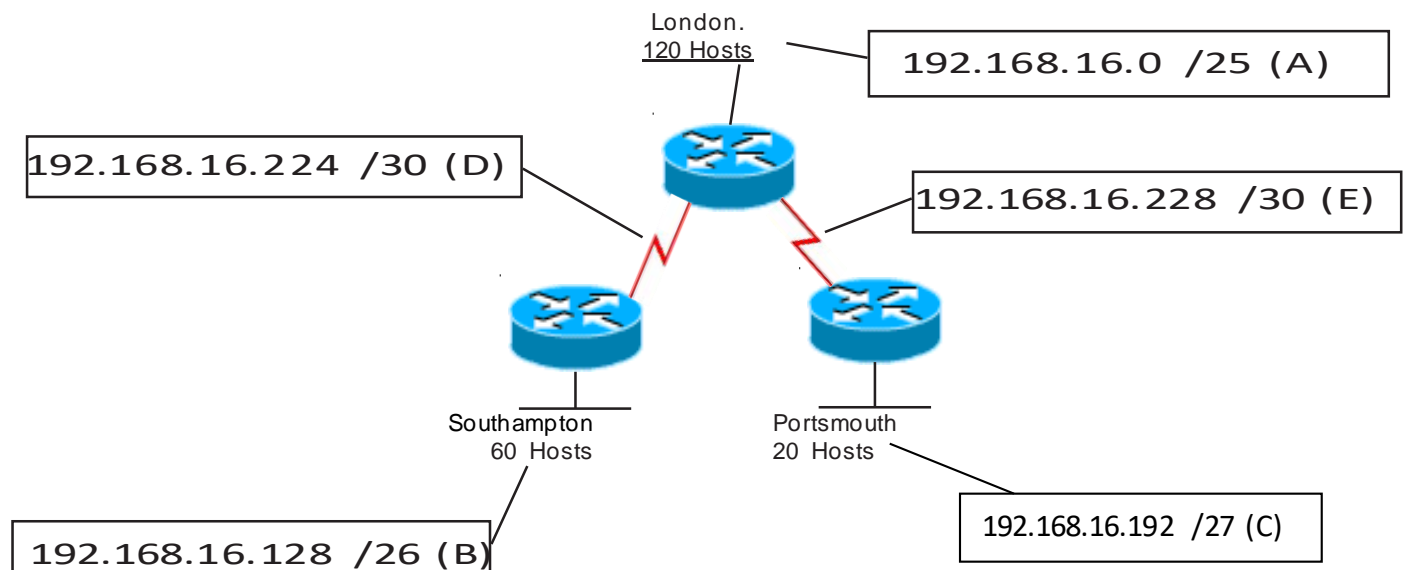 London.
120 Hosts
192.168.16.0 /25 (A)
192.168.16.224 /30 (D)
192.168.16.228 /30 (E)
Southampton
60 Hosts
Portsmouth
20 Hosts
192.168.16.128 /26 (B)
192.168.16.192 /27 (C)